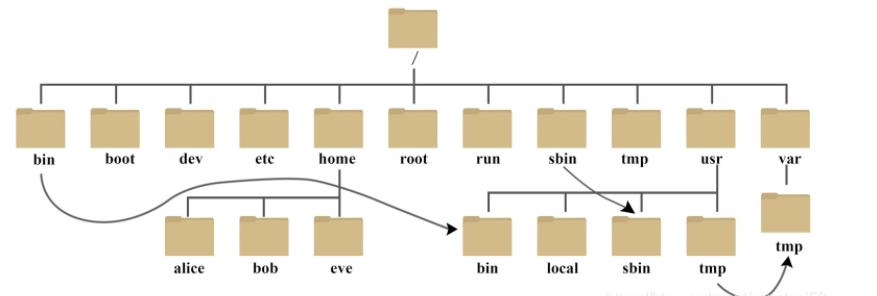 /
bin boot dev etc home root run sbin tmp usr var
alice bob eve bin local sbin tmp tmp